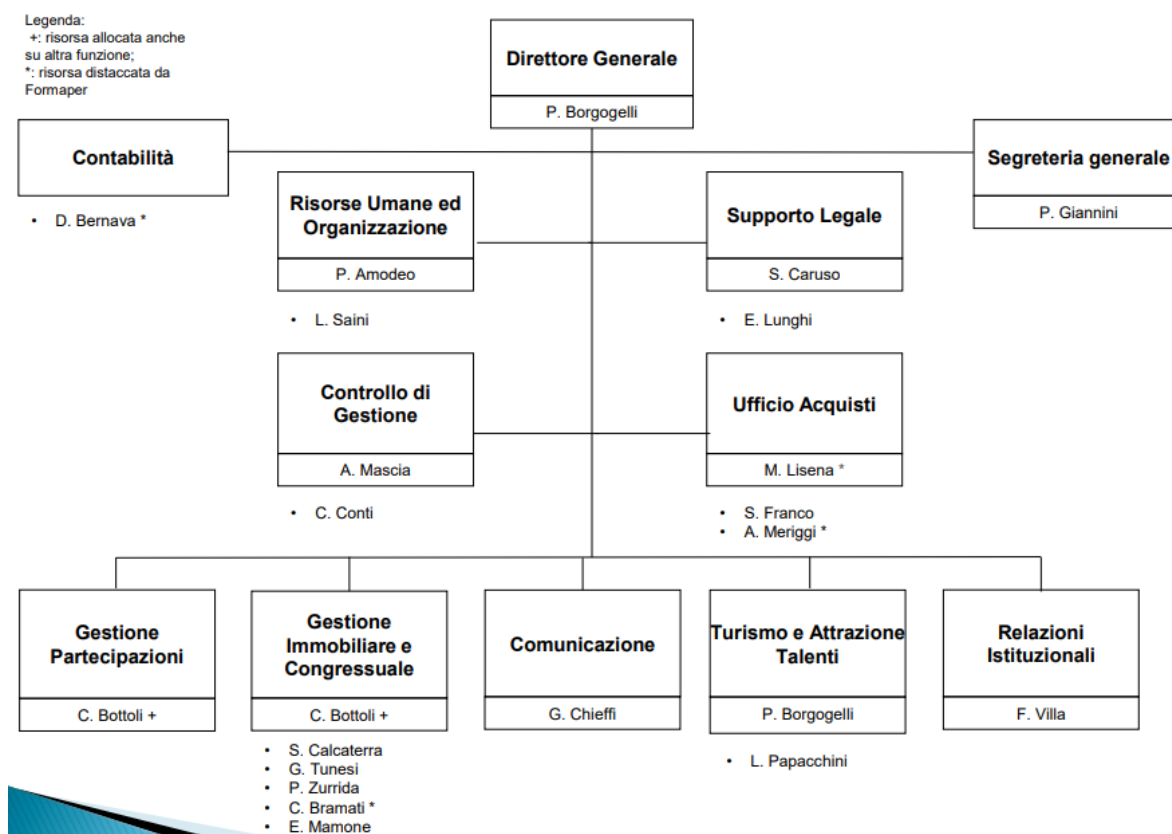 Legenda:
+: risorsa allocata anche
su altra funzione;
*: risorsa distaccata da
Formaper
Direttore Generale
P. Borgogelli
Contabilità
• D. Bernava *
Segreteria generale
P. Giannini
Risorse Umane ed
Organizzazione
P. Amodeo
• L. Saini
Supporto Legale
S. Caruso
• E. Lunghi
Controllo di
Gestione
A. Mascia
• C. Conti
Ufficio Acquisti
M. Lisena *
• S. Franco
• A. Meriggi *
Gestione
Partecipazioni
C. Bottoli +
Gestione
Immobiliare e
Congressuale
C. Bottoli +
• S. Calcaterra
• G. Tunesi
• P. Zurrida
• C. Bramati *
• E. Mamone
Comunicazione
G. Chieffi
Turismo e Attrazione
Talenti
P. Borgogelli
• L. Papacchini
Relazioni
Istituzionali
F. Villa